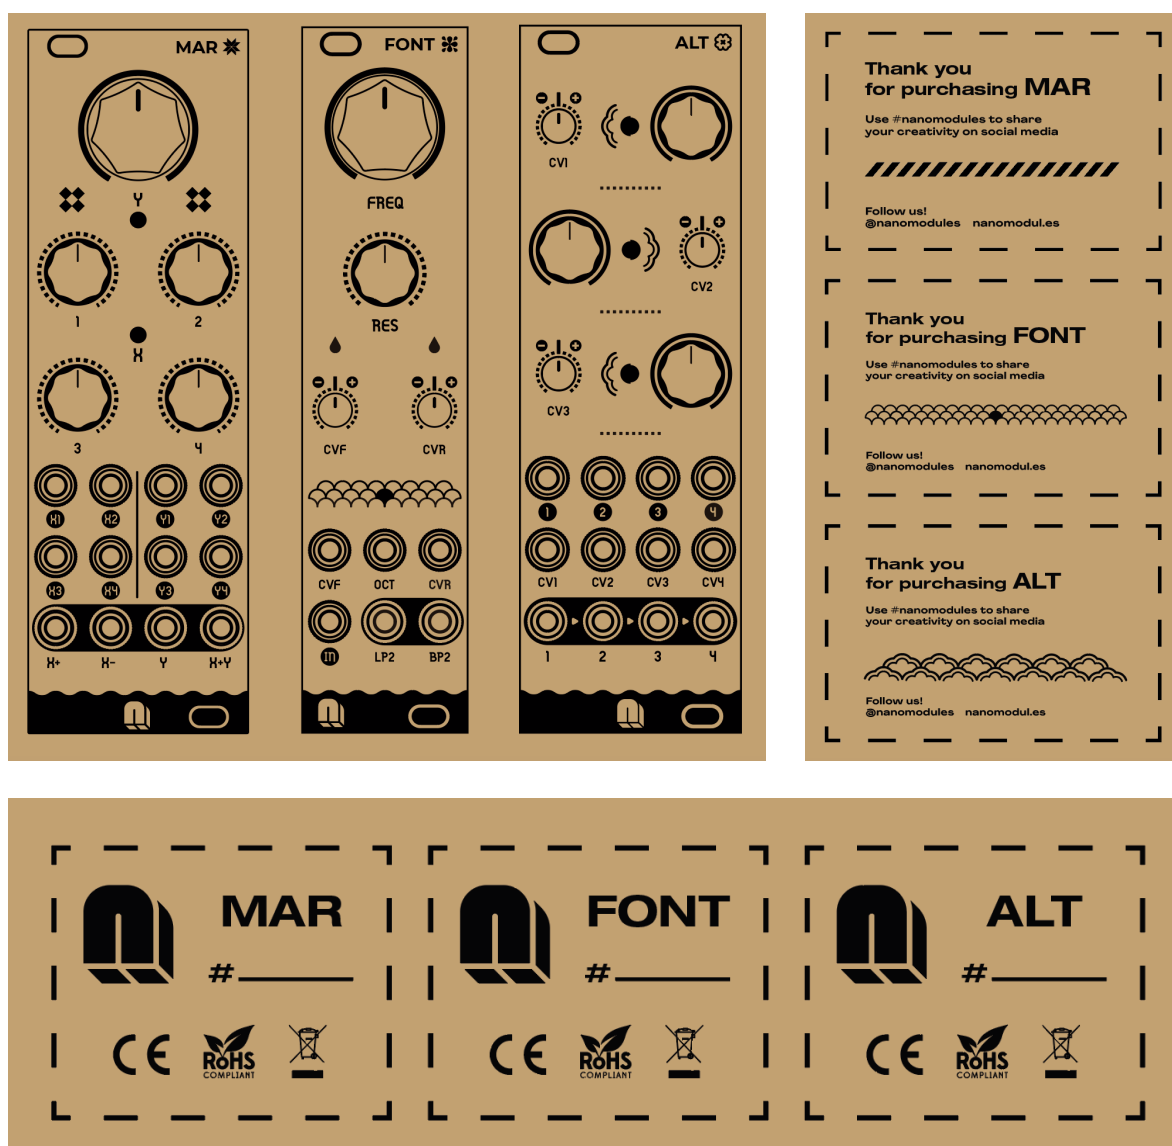 MAR
Y
1 2
X
3 4
X1 X2 Y1 Y2
X3 X4 Y3 Y4
X+ X- Y X+Y
FONT
FREQ
RES
CVF CVR
CVF OCT CVR
IN LP2 BP2
ALT
CV1
CV2
CV3
1 2 3 4
CV1 CV2 CV3 CV4
1 2 3 4
Thank you
for purchasing MAR
Use #nanomodules to share
your creativity on social media
Follow us!
@nanomodules nanomodul.es
Thank you
for purchasing FONT
Use #nanomodules to share
your creativity on social media
Follow us!
@nanomodules nanomodul.es
Thank you
for purchasing ALT
Use #nanomodules to share
your creativity on social media
Follow us!
@nanomodules nanomodul.es
MAR
#
CE RoHS
COMPLIANT
FONT
#
CE RoHS
COMPLIANT
ALT
#
CE RoHS
COMPLIANT